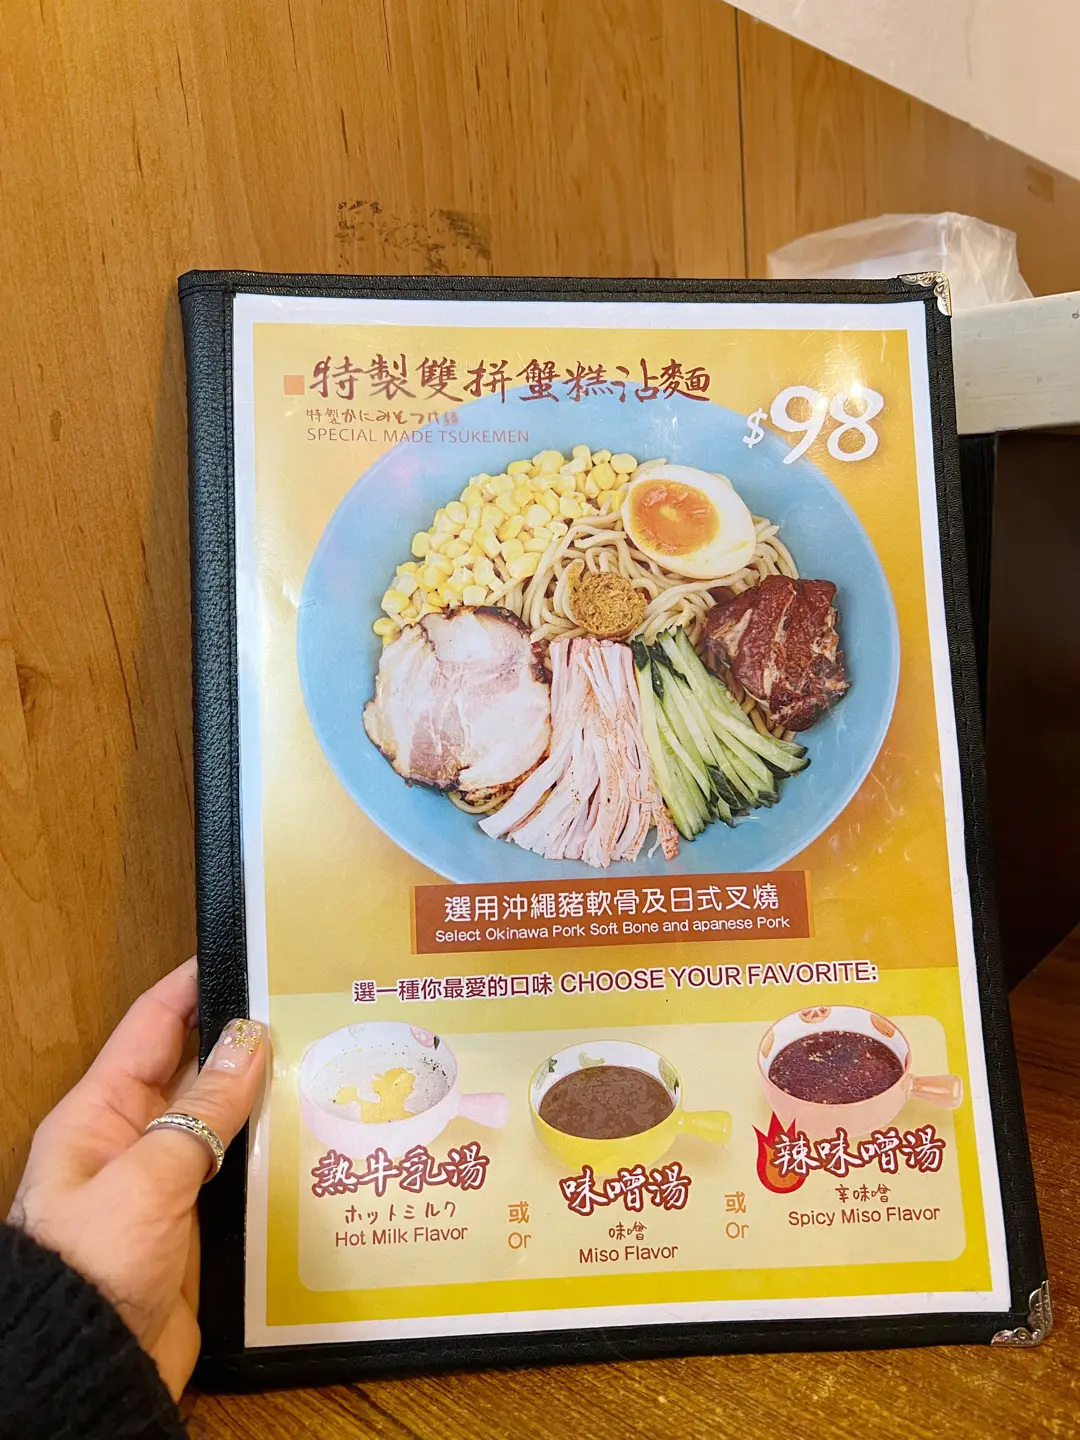 特製雙拼蟹糕沾麵
特製かにみそつけ麺
SPECIAL MADE TSUKEMEN
$98
選用沖繩豬軟骨及日式叉燒
Select Okinawa Pork Soft Bone and apanese Pork
選一種你最愛的口味 CHOOSE YOUR FAVORITE:
熱牛乳湯
ホットミルク
Hot Milk Flavor
或
Or
味噌湯
味噌
Miso Flavor
或
Or
辣味噌湯
辛味噌
Spicy Miso Flavor